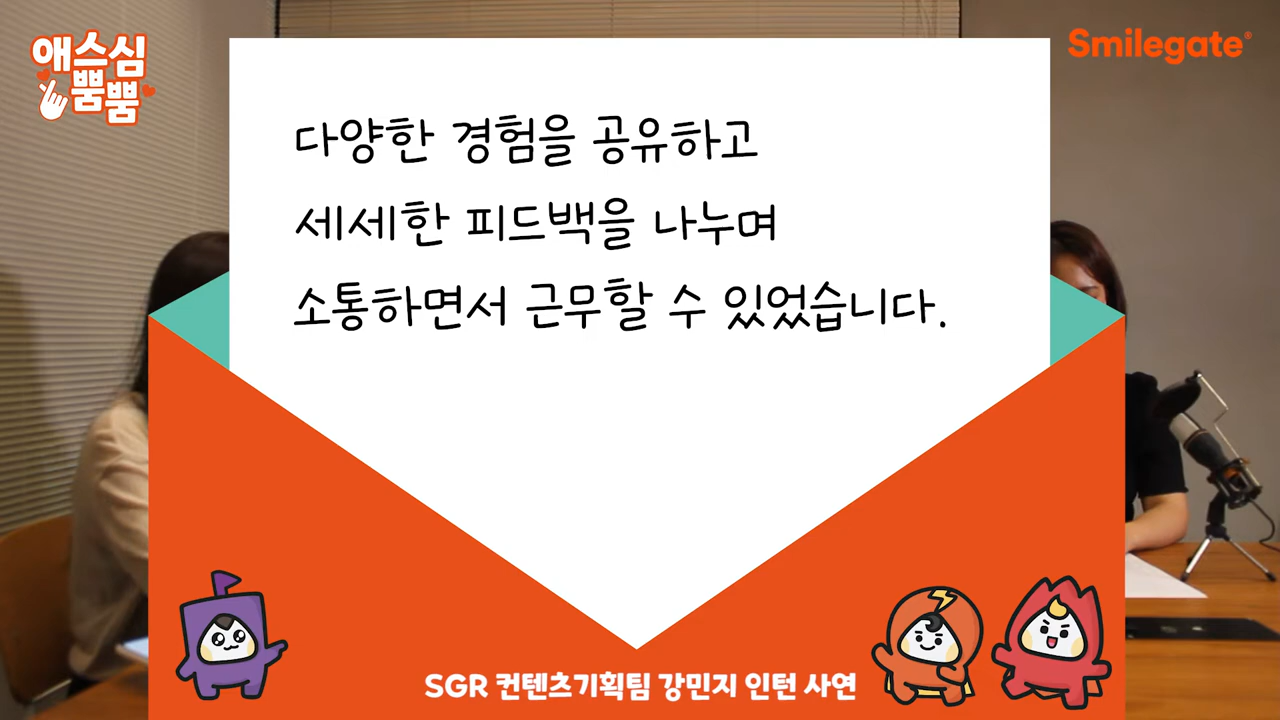 애스심
뿜뿜
Smilegate
다양한 경험을 공유하고
세세한 피드백을 나누며
소통하면서 근무할 수 있었습니다.
SGR 컨텐츠기획팀 강민지 인턴 사연